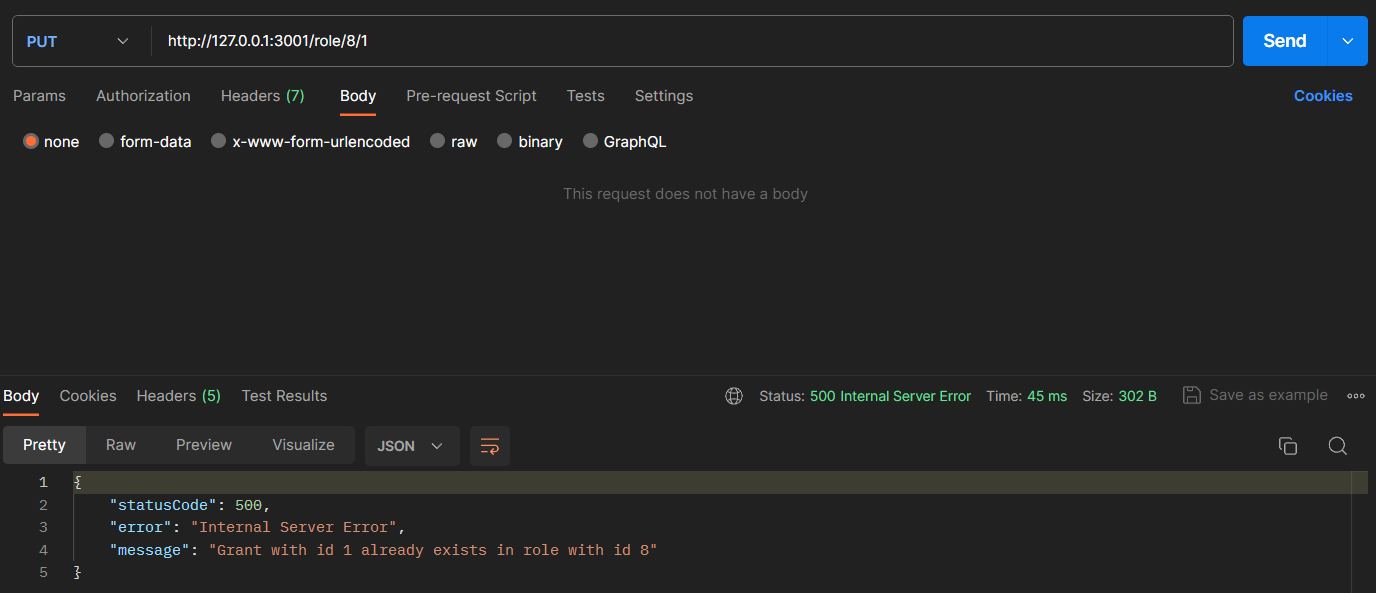 PUT http://127.0.0.1:3001/role/8/1 Send
Params Authorization Headers (7) Body Pre-request Script Tests Settings Cookies
none form-data x-www-form-urlencoded raw binary GraphQL
This request does not have a body
Body Cookies Headers (5) Test Results Status: 500 Internal Server Error Time: 45 ms Size: 302 B Save as example
Pretty Raw Preview Visualize JSON
1 {
2 "statusCode": 500,
3 "error": "Internal Server Error",
4 "message": "Grant with id 1 already exists in role with id 8"
5 }